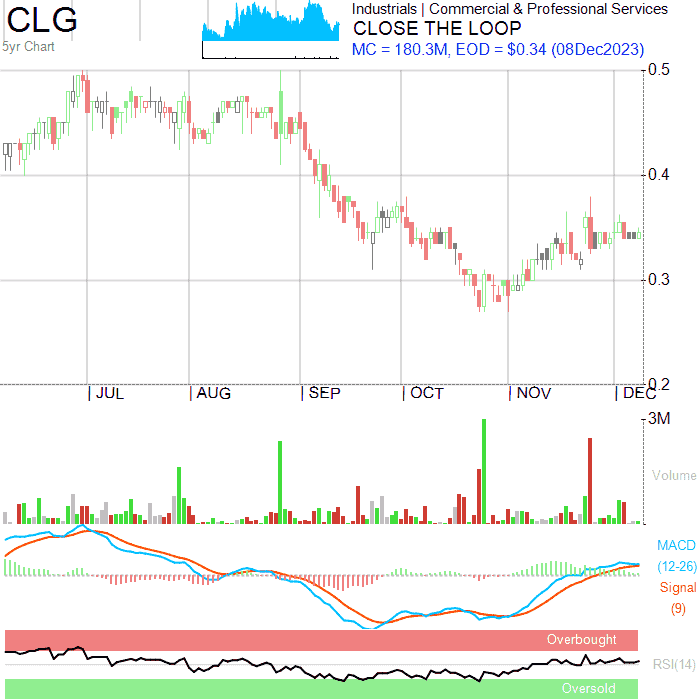 CLG
5yr Chart
Industrials | Commercial & Professional Services
CLOSE THE LOOP
MC = 180.3M, EOD = $0.34 (08Dec2023)
0.5
0.4
0.3
0.2
JUL AUG SEP OCT NOV DEC
3M
Volume
MACD
(12-26)
Signal
(9)
Overbought
RSI(14)
Oversold